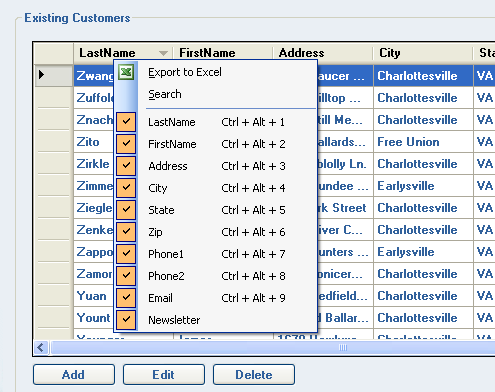 Existing Customers
LastName FirstName Address City Sta
Zwang aucer ... Charlottesville VA
Zuffol hilltop ... Charlottesville VA
Znach till Me... Charlottesville VA
Zito allards... Free Union VA
Zirkle blolly Ln. Charlottesville VA
Zimme undee ... Earlysville VA
Ziegle rk Street Charlottesville VA
Zenke iver C... Charlottesville VA
Zappo unters ... Earlysville VA
Zamor onicer... Charlottesville VA
Yuan edfield... Charlottesville VA
Yount d Ballar... Charlottesville VA
Export to Excel
Search
LastName Ctrl + Alt + 1
FirstName Ctrl + Alt + 2
Address Ctrl + Alt + 3
City Ctrl + Alt + 4
State Ctrl + Alt + 5
Zip Ctrl + Alt + 6
Phone1 Ctrl + Alt + 7
Phone2 Ctrl + Alt + 8
Email Ctrl + Alt + 9
Newsletter
Add Edit Delete